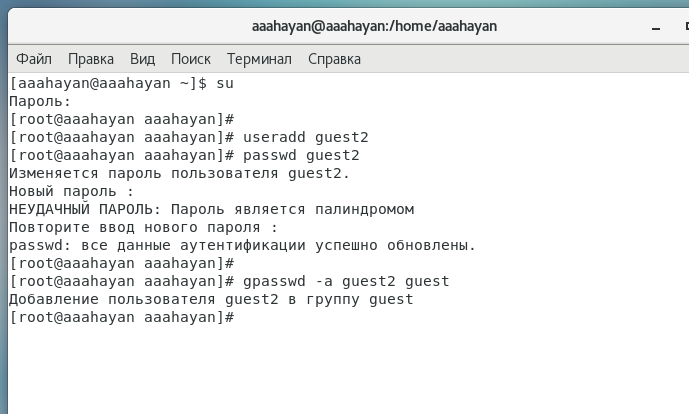 aaahayan@aaahayan:/home/aaahayan
Файл Правка Вид Поиск Терминал Справка
[aaahayan@aaahayan ~]$ su
Пароль:
[root@aaahayan aaahayan]#
[root@aaahayan aaahayan]# useradd guest2
[root@aaahayan aaahayan]# passwd guest2
Изменяется пароль пользователя guest2.
Новый пароль :
НЕУДАЧНЫЙ ПАРОЛЬ: Пароль является палиндромом
Повторите ввод нового пароля :
passwd: все данные аутентификации успешно обновлены.
[root@aaahayan aaahayan]#
[root@aaahayan aaahayan]# gpasswd -a guest2 guest
Добавление пользователя guest2 в группу guest
[root@aaahayan aaahayan]#